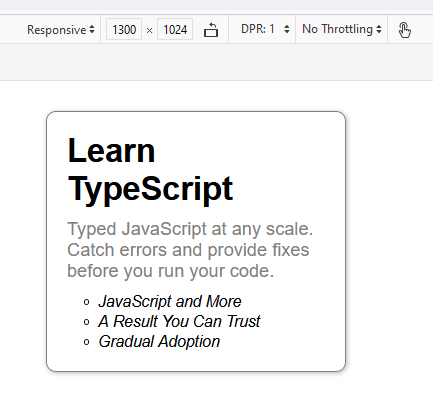 Responsive 1300 × 1024 DPR: 1 No Throttling
Learn
TypeScript
Typed JavaScript at any scale.
Catch errors and provide fixes
before you run your code.
JavaScript and More
A Result You Can Trust
Gradual Adoption